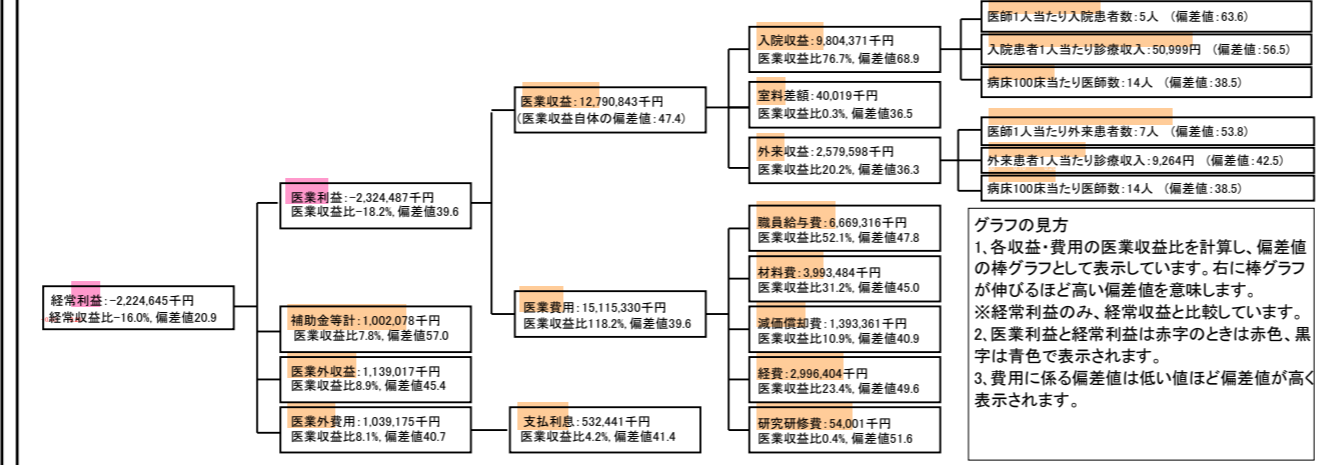 経常利益:-2,224,645千円
経常収益比-16.0%, 偏差値20.9
医業利益:-2,324,487千円
医業収益比-18.2%, 偏差値39.6
補助金等計:1,002,078千円
医業収益比7.8%, 偏差値57.0
医業外収益:1,139,017千円
医業収益比8.9%, 偏差値45.4
医業外費用:1,039,175千円
医業収益比8.1%, 偏差値40.7
医業収益:12,790,843千円
(医業収益自体の偏差値:47.4)
医業費用:15,115,330千円
医業収益比118.2%, 偏差値39.6
支払利息:532,441千円
医業収益比4.2%, 偏差値41.4
入院収益:9,804,371千円
医業収益比76.7%, 偏差値68.9
室料差額:40,019千円
医業収益比0.3%, 偏差値36.5
外来収益:2,579,598千円
医業収益比20.2%, 偏差値36.3
職員給与費:6,669,316千円
医業収益比52.1%, 偏差値47.8
材料費:3,993,484千円
医業収益比31.2%, 偏差値45.0
減価償却費:1,393,361千円
医業収益比10.9%, 偏差値40.9
経費:2,996,404千円
医業収益比23.4%, 偏差値49.6
研究研修費:54,001千円
医業収益比0.4%, 偏差値51.6
医師1人当たり入院患者数:5人 (偏差値:63.6)
入院患者1人当たり診療収入:50,999円 (偏差値:56.5)
病床100床当たり医師数:14人 (偏差値:38.5)
医師1人当たり外来患者数:7人 (偏差値:53.8)
外来患者1人当たり診療収入:9,264円 (偏差値:42.5)
病床100床当たり医師数:14人 (偏差値:38.5)
グラフの見方
1、各収益・費用の医業収益比を計算し、偏差値
の棒グラフとして表示しています。右に棒グラフ
が伸びるほど高い偏差値を意味します。
※経常利益のみ、経常収益と比較しています。
2、医業利益と経常利益は赤字のときは赤色、黒
字は青色で表示されます。
3、費用に係る偏差値は低い値ほど偏差値が高く
表示されます。